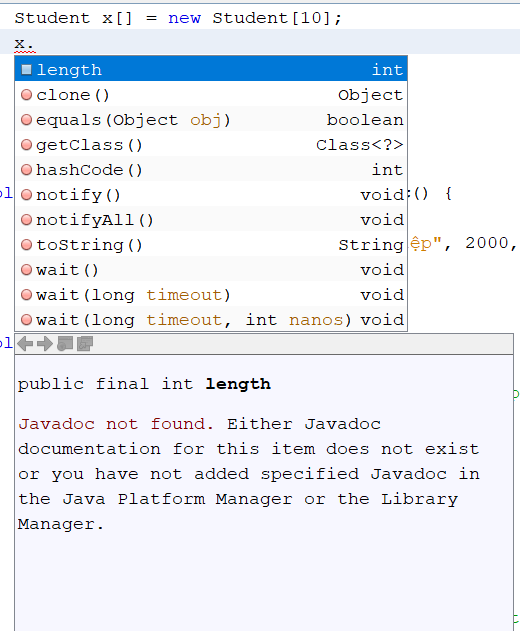 Student x[] = new Student[10];
x.
length int
clone() Object
equals(Object obj) boolean
getClass() Class<?>
hashCode() int
ol notify() void :() {
notifyAll() void
toString() String ệp", 2000,
wait() void
wait(long timeout) void
wait(long timeout, int nanos) void
ol
public final int length
Javadoc not found. Either Javadoc
documentation for this item does not exist
or you have not added specified Javadoc in
the Java Platform Manager or the Library
Manager.